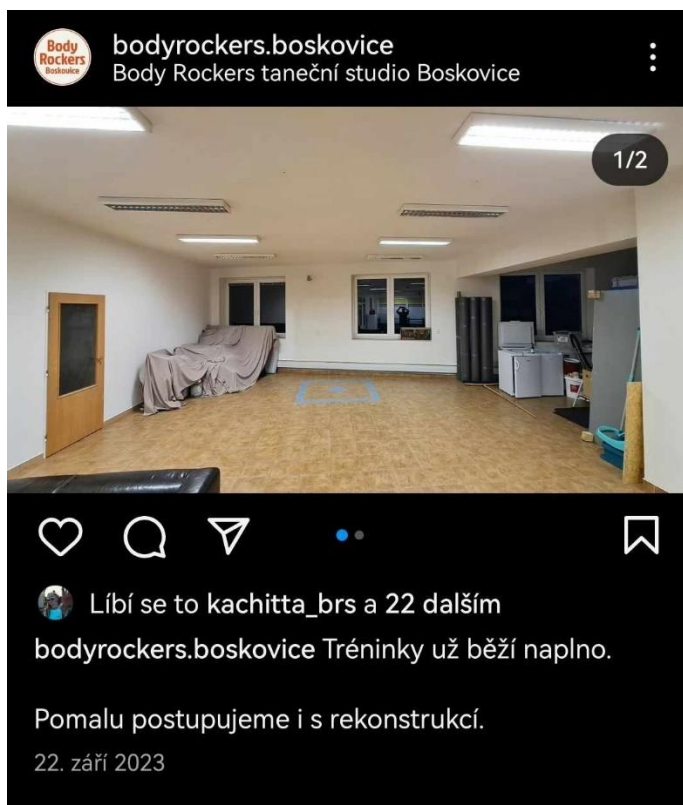 Body
Rockers
Boskovice
bodyrockers.boskovice
Body Rockers taneční studio Boskovice
1/2
Líbí se to kachitta_brs a 22 dalším
bodyrockers.boskovice Tréninky už běží naplno.
Pomalu postupujeme i s rekonstrukcí.
22. září 2023